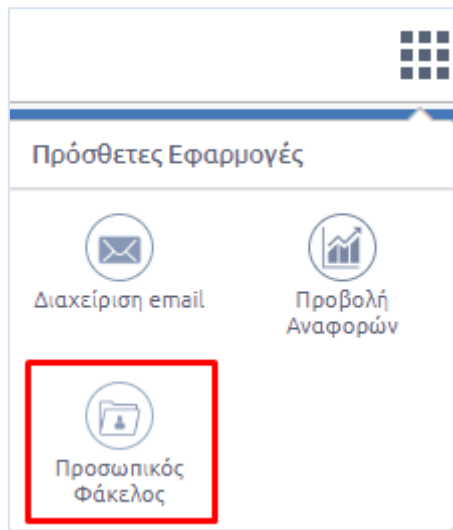 Πρόσθετες Εφαρμογές
Διαχείριση email
Προβολή
Αναφορών
Προσωπικός
Φάκελος